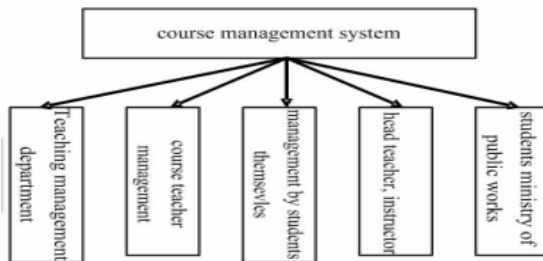 course management system
Teaching management
department
course teacher
management
management by students
themsevles
head teacher, instructor
students ministry of
public works